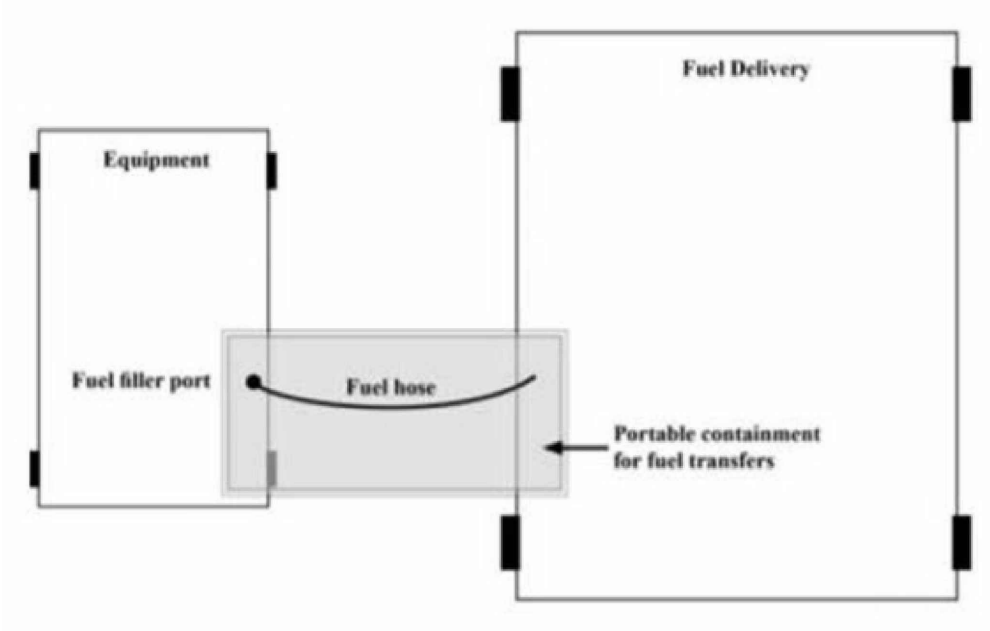 Fuel Delivery
Equipment
Fuel filler port
Fuel hose
Portable containment
for fuel transfers